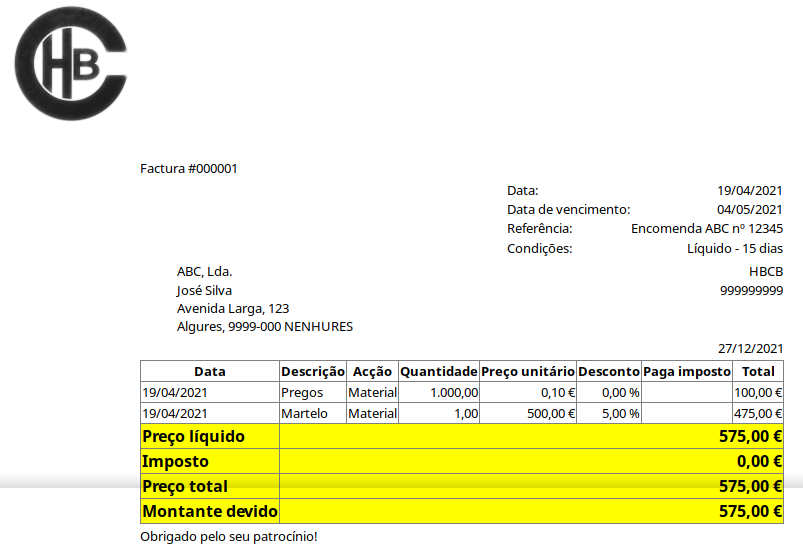 HBC
Factura #000001
Data: 19/04/2021
Data de vencimento: 04/05/2021
Referência: Encomenda ABC nº 12345
Condições: Líquido - 15 dias
ABC, Lda. HBCB
José Silva 999999999
Avenida Larga, 123
Algures, 9999-000 NENHURES
27/12/2021
Data Descrição Acção Quantidade Preço unitário Desconto Paga imposto Total
19/04/2021 Pregos Material 1.000,00 0,10 € 0,00 % 100,00 €
19/04/2021 Martelo Material 1,00 500,00 € 5,00 % 475,00 €
Preço líquido 575,00 €
Imposto 0,00 €
Preço total 575,00 €
Montante devido 575,00 €
Obrigado pelo seu patrocínio!